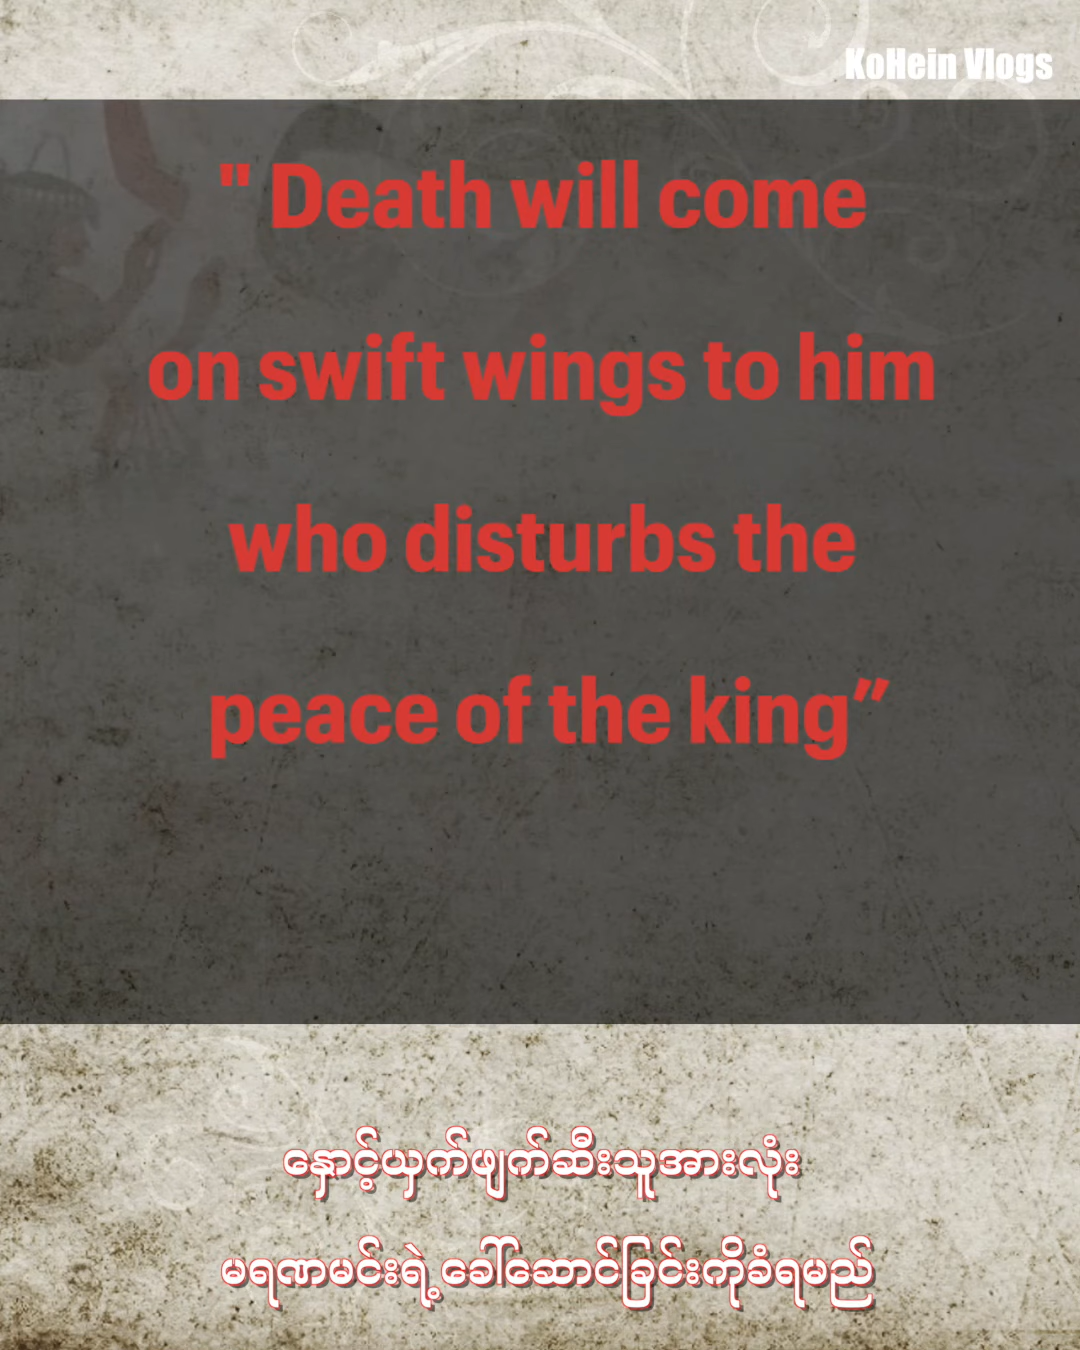 KoHein Vlogs
" Death will come
on swift wings to him
who disturbs the
peace of the king”
နှောင့်ယှက်ဖျက်ဆီးသူအားလုံး
မရဏမင်းရဲ့ခေါ်ဆောင်ခြင်းကိုခံရမည်